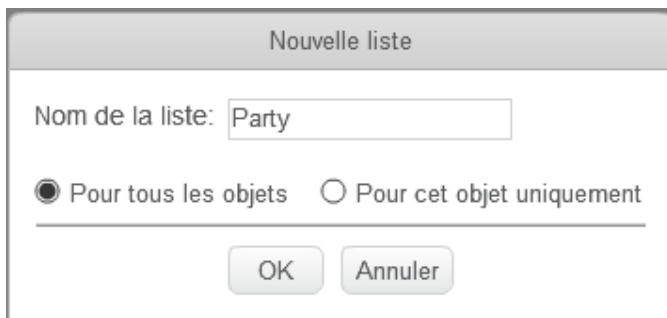 Nouvelle liste
Nom de la liste: Party
Pour tous les objets Pour cet objet uniquement
OK Annuler